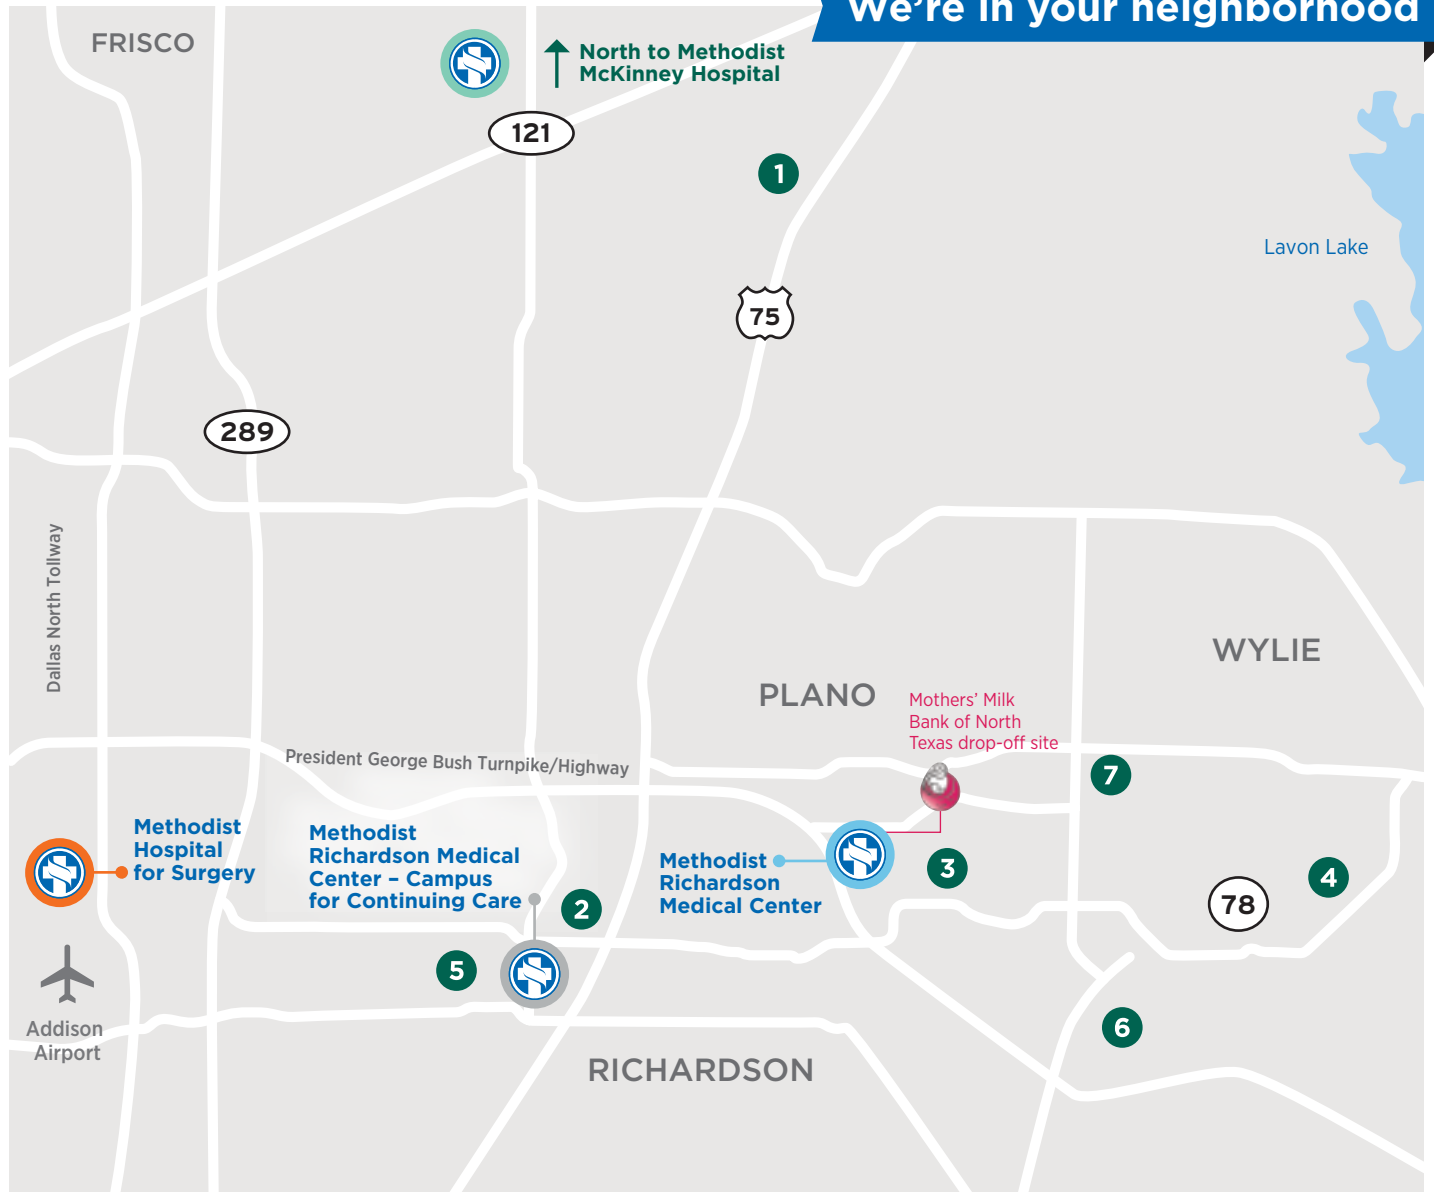 We’re in your neighborhood
FRISCO
North to Methodist
McKinney Hospital
121
1
Lavon Lake
75
289
Dallas North Tollway
WYLIE
PLANO
Mothers’ Milk
Bank of North
Texas drop-off site
President George Bush Turnpike/Highway
7
Methodist
Hospital
for Surgery
Methodist
Richardson Medical
Center – Campus
for Continuing Care
2
Methodist
Richardson
Medical Center
3
4
78
5
6
Addison
Airport
RICHARDSON